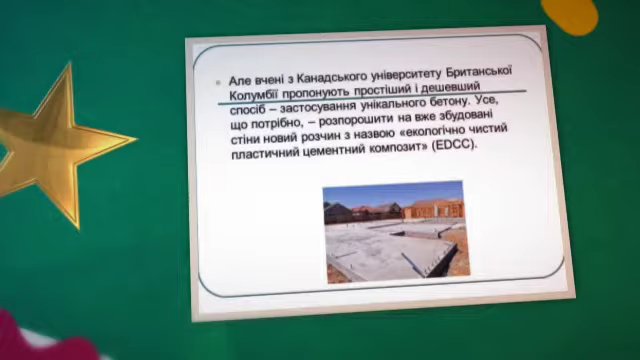 Але вчені з Канадського університету Британської
Колумбії пропонують простіший і дешевший
спосіб – застосування унікального бетону. Усе,
що потрібно, – розпорошити на вже збудовані
стіни новий розчин з назвою «екологічно чистий
пластичний цементний композит» (EDCC).